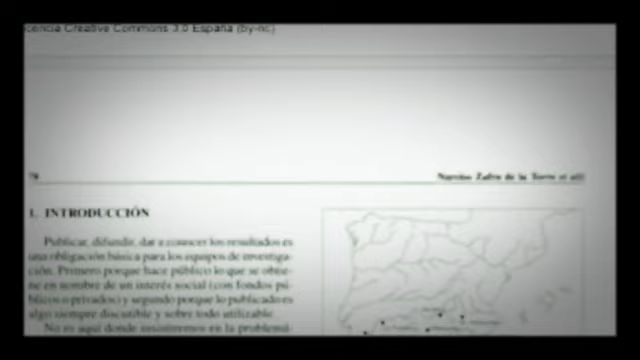 cencia Creative Commons 3.0 España (by-nc)
78
Narciso Zafra de la Torre et alii
1. INTRODUCCIÓN
Publicar, difundir, dar a conocer los resultados es
una obligación básica para los equipos de investiga-
ción. Primero porque hace público lo que se obtie-
ne en nombre de un interés social (con fondos pú-
blicos o privados) y segundo porque lo publicado es
algo siempre discutible y sobre todo utilizable.
No es aquí donde insistiremos en la problemá-